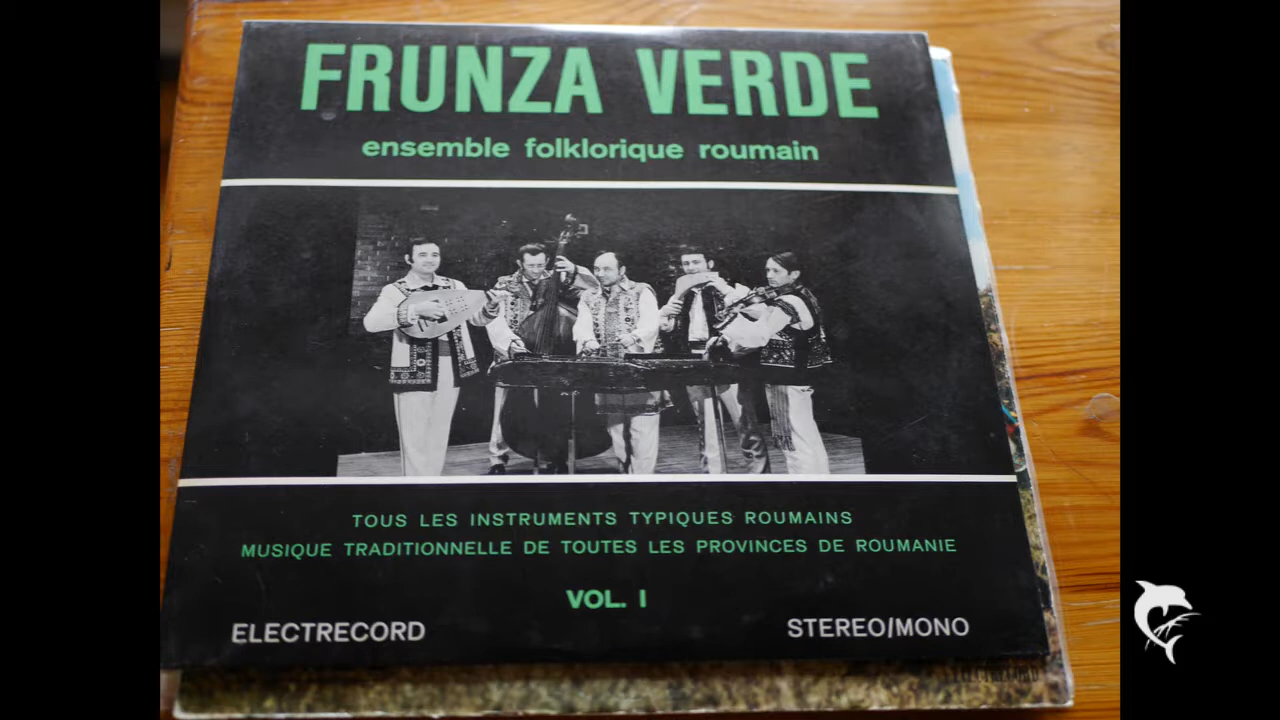 FRUNZA VERDE
ensemble folklorique roumain
TOUS LES INSTRUMENTS TYPIQUES ROUMAINS
MUSIQUE TRADITIONNELLE DE TOUTES LES PROVINCES DE ROUMANIE
VOL. I
ELECTRECORD STEREO/MONO
ELECTRECORD